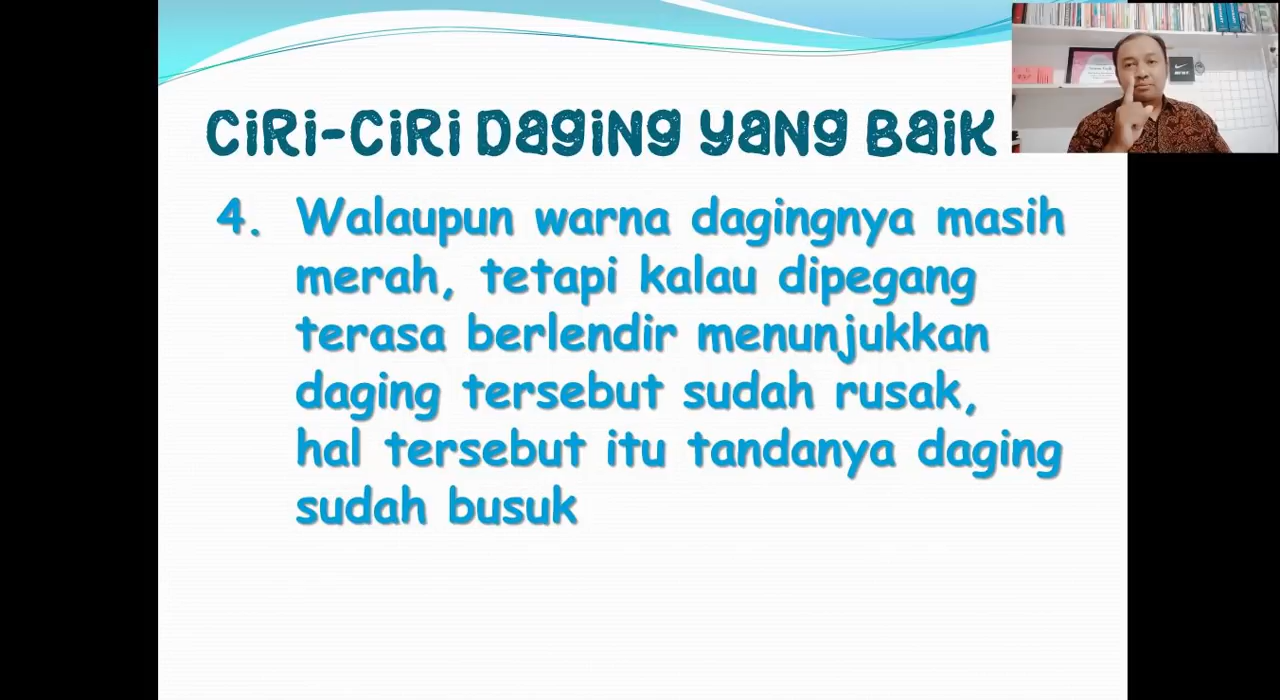 Ciri-Ciri Daging yang Baik
4. Walaupun warna dagingnya masih
merah, tetapi kalau dipegang
terasa berlendir menunjukkan
daging tersebut sudah rusak,
hal tersebut itu tandanya daging
sudah busuk